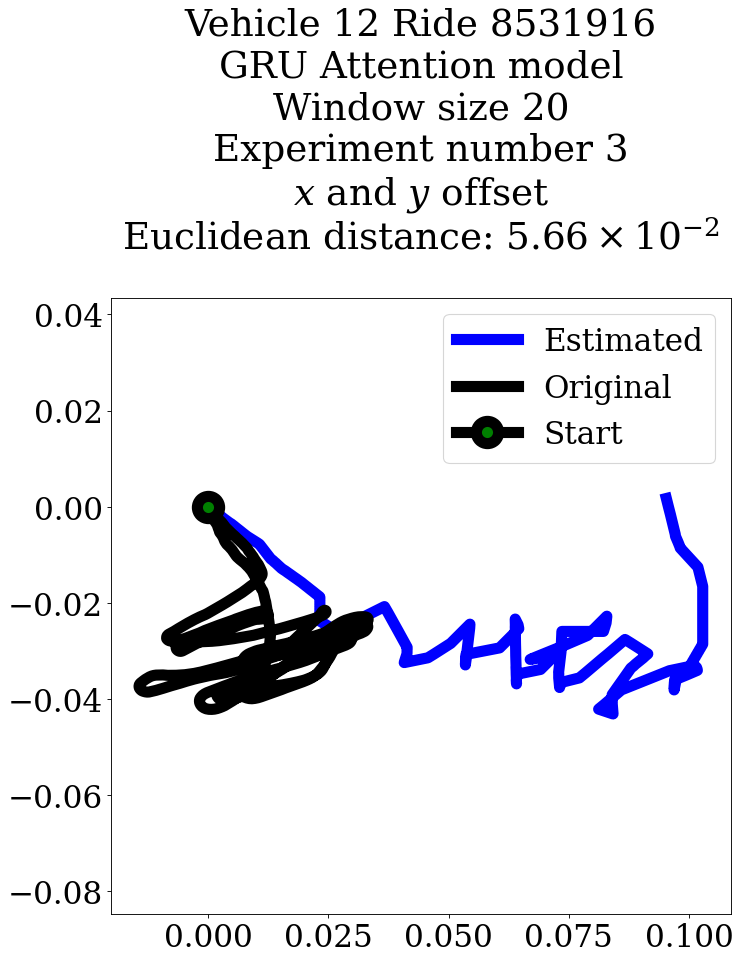 Vehicle 12 Ride 8531916
GRU Attention model
Window size 20
Experiment number 3
x and y offset
Euclidean distance: 5.66 × 10⁻²
Estimated
Original
Start
0.04
0.02
0.00
−0.02
−0.04
−0.06
−0.08
0.000 0.025 0.050 0.075 0.100